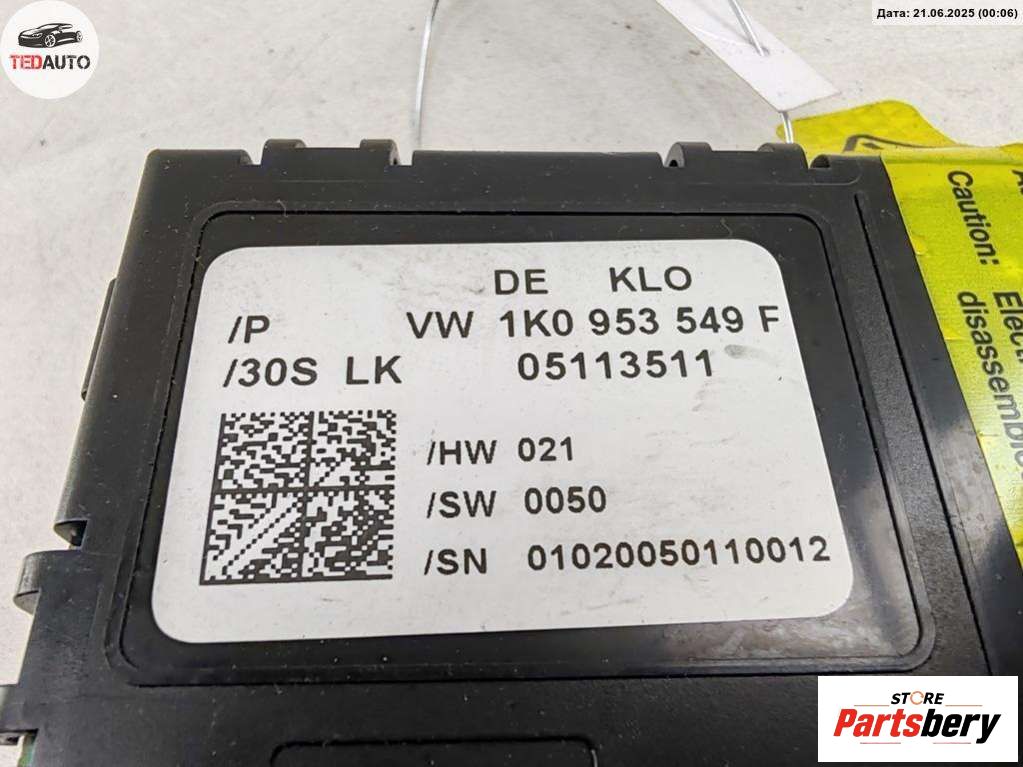 Дата: 21.06.2025 (00:06)
TEDAUTO
DE KLO
/P VW 1K0 953 549 F
/30S LK 05113511
/HW 021
/SW 0050
/SN 01020050110012
Caution:
disassemble
STORE
Partsbery